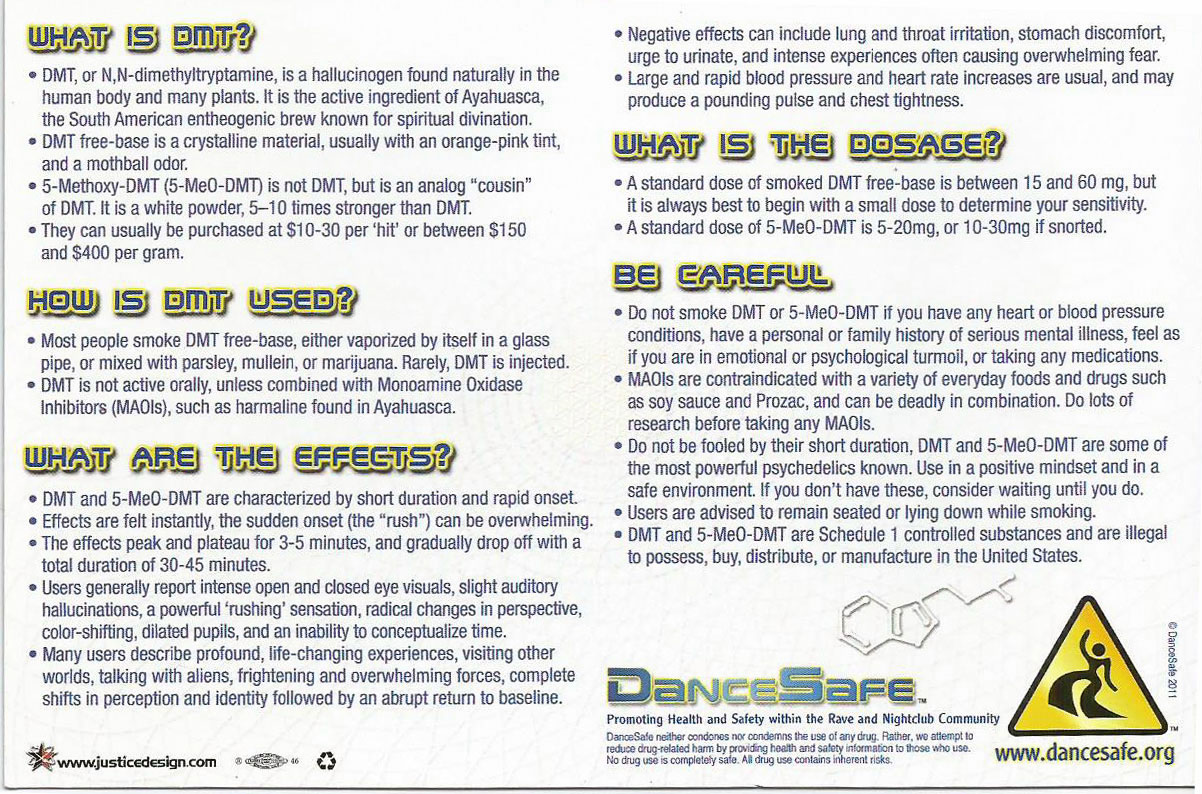 WHAT IS DMT?
• DMT, or N,N-dimethyltryptamine, is a hallucinogen found naturally in the
human body and many plants. It is the active ingredient of Ayahuasca,
the South American entheogenic brew known for spiritual divination.
• DMT free-base is a crystalline material, usually with an orange-pink tint,
and a mothball odor.
• 5-Methoxy-DMT (5-MeO-DMT) is not DMT, but is an analog “cousin”
of DMT. It is a white powder, 5–10 times stronger than DMT.
• They can usually be purchased at $10-30 per ‘hit’ or between $150
and $400 per gram.
HOW IS DMT USED?
• Most people smoke DMT free-base, either vaporized by itself in a glass
pipe, or mixed with parsley, mullein, or marijuana. Rarely, DMT is injected.
• DMT is not active orally, unless combined with Monoamine Oxidase
Inhibitors (MAOIs), such as harmaline found in Ayahuasca.
WHAT ARE THE EFFECTS?
• DMT and 5-MeO-DMT are characterized by short duration and rapid onset.
• Effects are felt instantly, the sudden onset (the “rush”) can be overwhelming.
• The effects peak and plateau for 3-5 minutes, and gradually drop off with a
total duration of 30-45 minutes.
• Users generally report intense open and closed eye visuals, slight auditory
hallucinations, a powerful ‘rushing’ sensation, radical changes in perspective,
color-shifting, dilated pupils, and an inability to conceptualize time.
• Many users describe profound, life-changing experiences, visiting other
worlds, talking with aliens, frightening and overwhelming forces, complete
shifts in perception and identity followed by an abrupt return to baseline.
www.justicedesign.com ® 46
• Negative effects can include lung and throat irritation, stomach discomfort,
urge to urinate, and intense experiences often causing overwhelming fear.
• Large and rapid blood pressure and heart rate increases are usual, and may
produce a pounding pulse and chest tightness.
WHAT IS THE DOSAGE?
• A standard dose of smoked DMT free-base is between 15 and 60 mg, but
it is always best to begin with a small dose to determine your sensitivity.
• A standard dose of 5-MeO-DMT is 5-20mg, or 10-30mg if snorted.
BE CAREFUL
• Do not smoke DMT or 5-MeO-DMT if you have any heart or blood pressure
conditions, have a personal or family history of serious mental illness, feel as
if you are in emotional or psychological turmoil, or taking any medications.
• MAOIs are contraindicated with a variety of everyday foods and drugs such
as soy sauce and Prozac, and can be deadly in combination. Do lots of
research before taking any MAOIs.
• Do not be fooled by their short duration, DMT and 5-MeO-DMT are some of
the most powerful psychedelics known. Use in a positive mindset and in a
safe environment. If you don’t have these, consider waiting until you do.
• Users are advised to remain seated or lying down while smoking.
• DMT and 5-MeO-DMT are Schedule 1 controlled substances and are illegal
to possess, buy, distribute, or manufacture in the United States.
DANCESAFE™
Promoting Health and Safety within the Rave and Nightclub Community
DanceSafe neither condones nor condemns the use of any drug. Rather, we attempt to
reduce drug-related harm by providing health and safety information to those who use.
No drug use is completely safe. All drug use contains inherent risks.
© DanceSafe 2011
TM
www.dancesafe.org